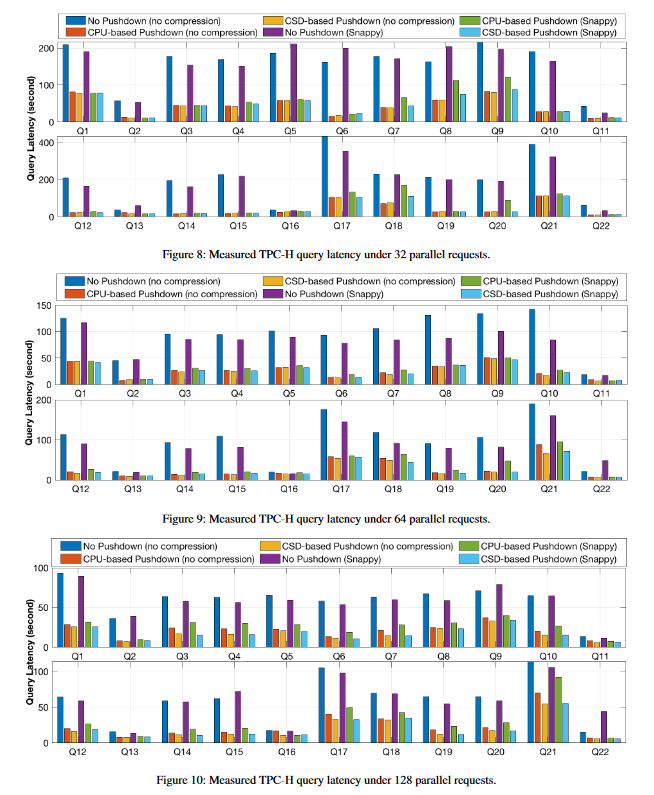 No Pushdown (no compression) CSD-based Pushdown (no compression) CPU-based Pushdown (Snappy)
CPU-based Pushdown (no compression) No Pushdown (Snappy) CSD-based Pushdown (Snappy)
Query Latency (second)
200
100
0
Q1 Q2 Q3 Q4 Q5 Q6 Q7 Q8 Q9 Q10 Q11
400
200
0
Q12 Q13 Q14 Q15 Q16 Q17 Q18 Q19 Q20 Q21 Q22
Figure 8: Measured TPC-H query latency under 32 parallel requests.
No Pushdown (no compression) CSD-based Pushdown (no compression) CPU-based Pushdown (Snappy)
CPU-based Pushdown (no compression) No Pushdown (Snappy) CSD-based Pushdown (Snappy)
Query Latency (second)
150
100
50
0
Q1 Q2 Q3 Q4 Q5 Q6 Q7 Q8 Q9 Q10 Q11
200
100
0
Q12 Q13 Q14 Q15 Q16 Q17 Q18 Q19 Q20 Q21 Q22
Figure 9: Measured TPC-H query latency under 64 parallel requests.
No Pushdown (no compression) CSD-based Pushdown (no compression) CPU-based Pushdown (Snappy)
CPU-based Pushdown (no compression) No Pushdown (Snappy) CSD-based Pushdown (Snappy)
Query Latency (second)
100
50
0
Q1 Q2 Q3 Q4 Q5 Q6 Q7 Q8 Q9 Q10 Q11
100
50
0
Q12 Q13 Q14 Q15 Q16 Q17 Q18 Q19 Q20 Q21 Q22
Figure 10: Measured TPC-H query latency under 128 parallel requests.